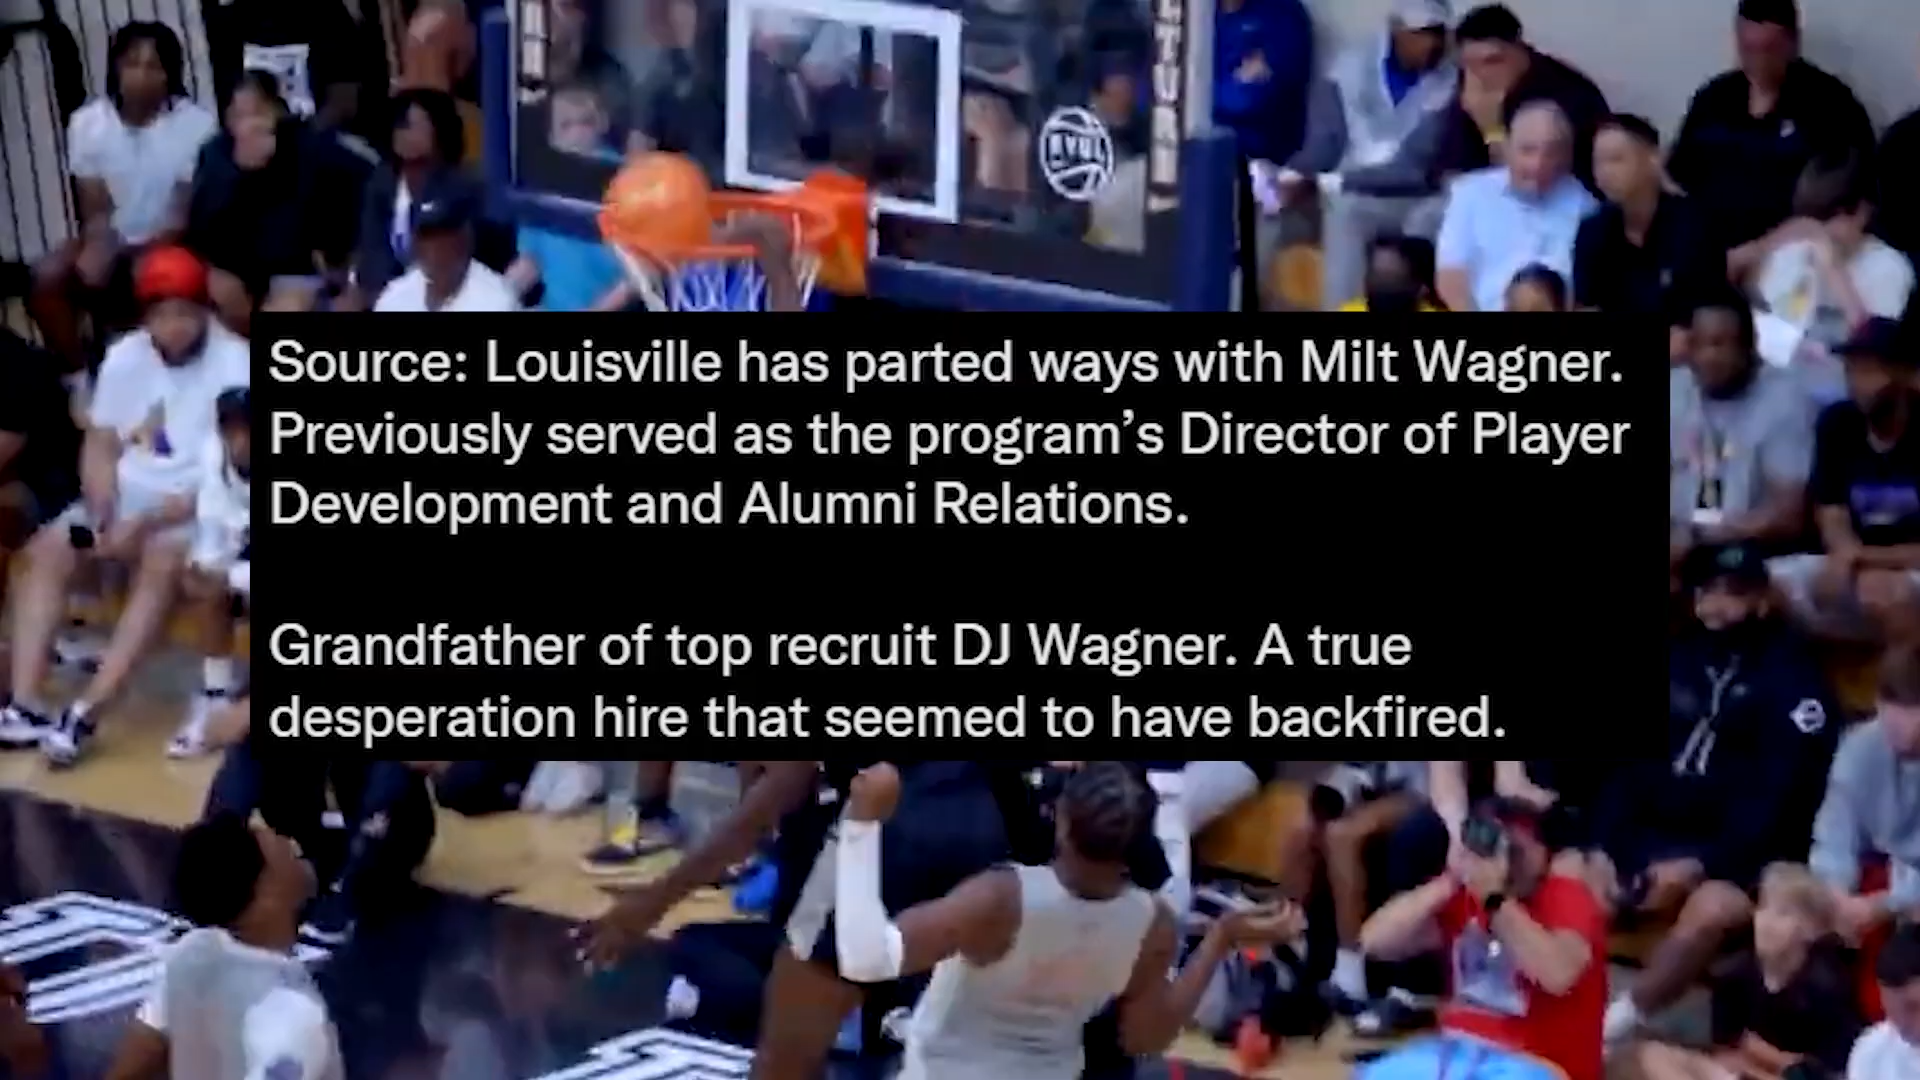 Source: Louisville has parted ways with Milt Wagner.
Previously served as the program’s Director of Player
Development and Alumni Relations.
Grandfather of top recruit DJ Wagner. A true
desperation hire that seemed to have backfired.